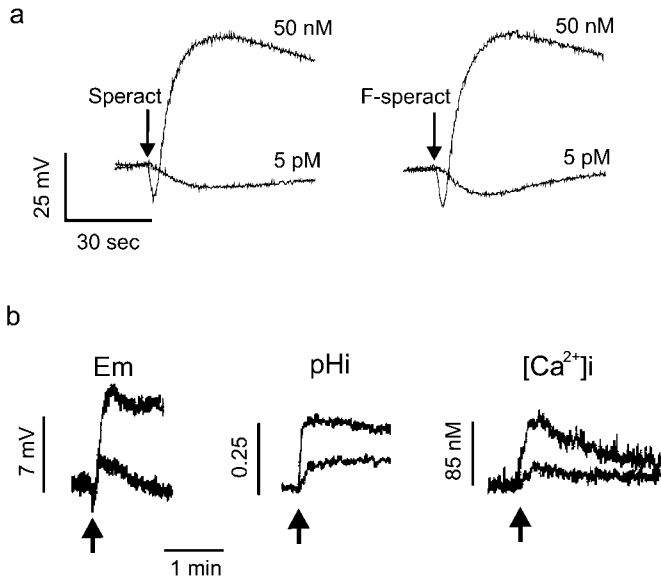 a
50 nM
50 nM
Speract
F-speract
5 pM
5 pM
25 mV
30 sec
b
Em
pHi
[Ca²⁺]i
7 mV
0.25
85 nM
1 min